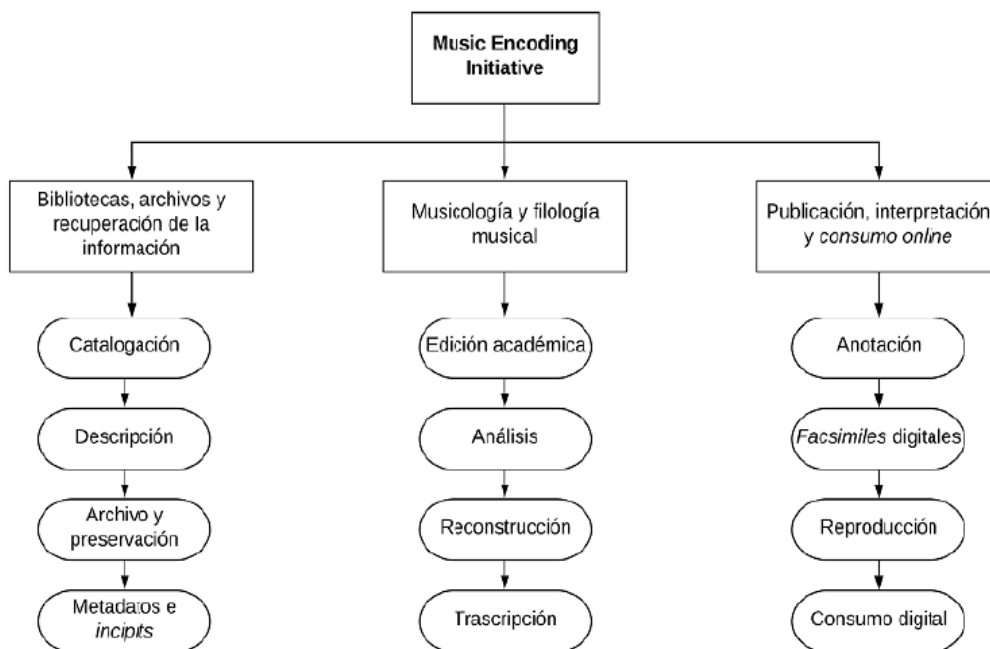 Music Encoding
Initiative
Bibliotecas, archivos y
recuperación de la
información
Musicología y filología
musical
Publicación, interpretación
y consumo online
Catalogación
Edición académica
Anotación
Descripción
Análisis
Facsimiles digitales
Archivo y
preservación
Reconstrucción
Reproducción
Metadatos e
incipits
Trascripción
Consumo digital